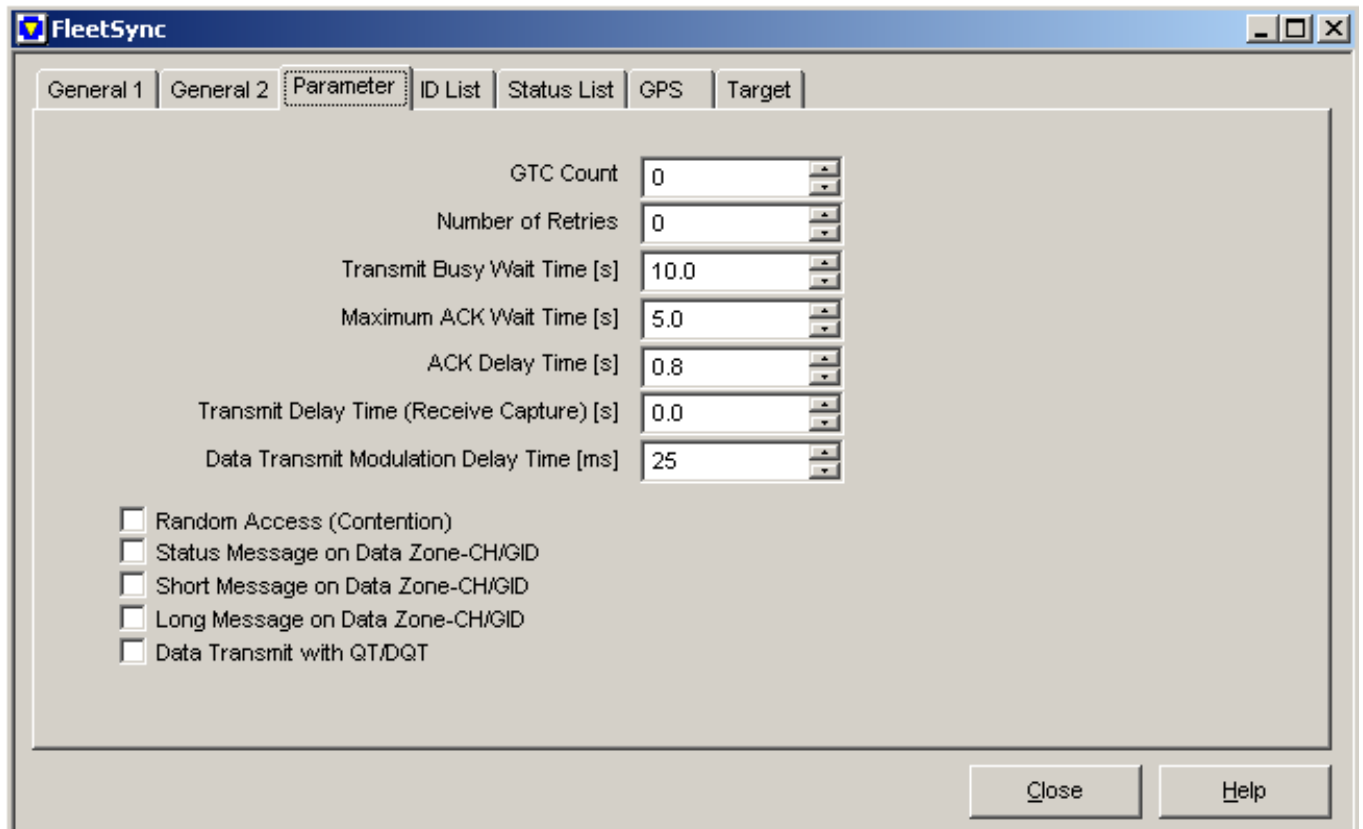 FleetSync
General 1 General 2 Parameter ID List Status List GPS Target
GTC Count 0
Number of Retries 0
Transmit Busy Wait Time [s] 10.0
Maximum ACK Wait Time [s] 5.0
ACK Delay Time [s] 0.8
Transmit Delay Time (Receive Capture) [s] 0.0
Data Transmit Modulation Delay Time [ms] 25
Random Access (Contention)
Status Message on Data Zone-CH/GID
Short Message on Data Zone-CH/GID
Long Message on Data Zone-CH/GID
Data Transmit with QT/DQT
Close Help